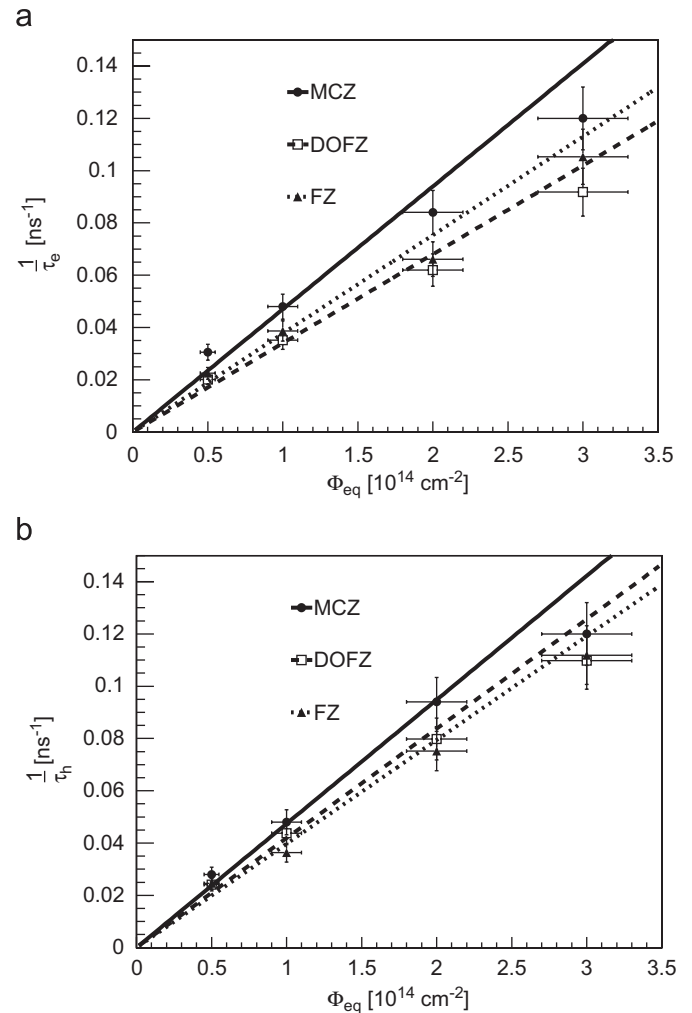 a
0.14
0.12
0.1
0.08
0.06
0.04
0.02
0
1/τe [ns-1]
MCZ
DOFZ
FZ
0 0.5 1 1.5 2 2.5 3 3.5
Φeq [10^14 cm-2]
b
0.14
0.12
0.1
0.08
0.06
0.04
0.02
0
1/τh [ns-1]
MCZ
DOFZ
FZ
0 0.5 1 1.5 2 2.5 3 3.5
Φeq [10^14 cm-2]